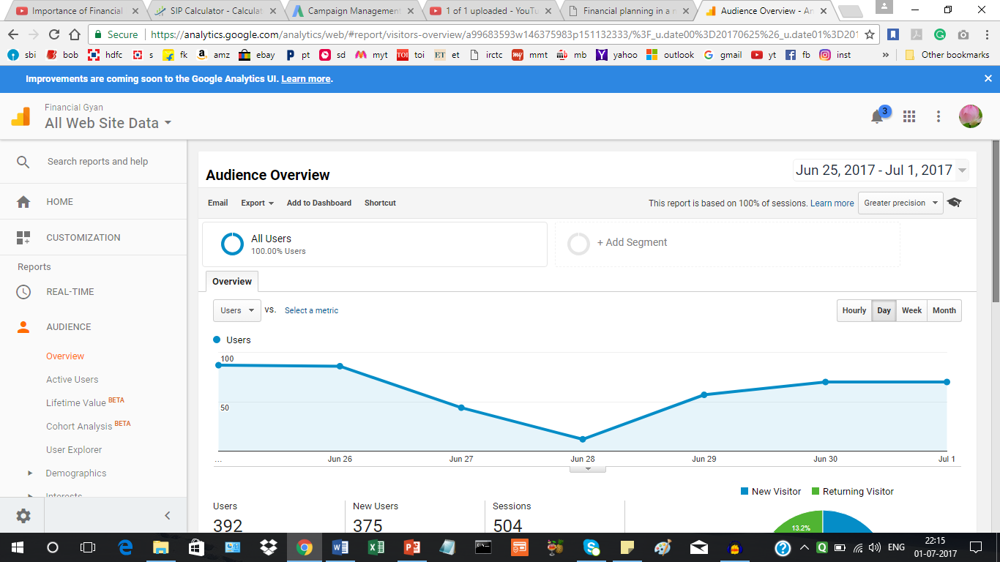 Importance of Financial
SIP Calculator - Calculat
Campaign Management
1 of 1 uploaded - YouTu
Financial planning in a n
Audience Overview - An
Secure
https://analytics.google.com/analytics/web/#report/visitors-overview/a99683593w146375983p151132333/%3F_u.date00%3D20170625%26_u.date01%3D201
sbi bob hdfc s fk amz ebay pt sd myt toi et irctc mmt mb yahoo outlook gmail yt fb inst » Other bookmarks
Improvements are coming soon to the Google Analytics UI. Learn more.
Financial Gyan
All Web Site Data
3
Search reports and help
HOME
CUSTOMIZATION
Reports
REAL-TIME
AUDIENCE
Overview
Active Users
Lifetime Value BETA
Cohort Analysis BETA
User Explorer
Demographics
Interests
Audience Overview
Jun 25, 2017 - Jul 1, 2017
Email Export Add to Dashboard Shortcut
This report is based on 100% of sessions. Learn more
Greater precision
All Users
100.00% Users
+ Add Segment
Overview
Users VS. Select a metric
Hourly Day Week Month
Users
100
50
... Jun 26 Jun 27 Jun 28 Jun 29 Jun 30 Jul 1
New Visitor Returning Visitor
Users New Users Sessions
392 375 504
13.2%
ENG
22:15
01-07-2017